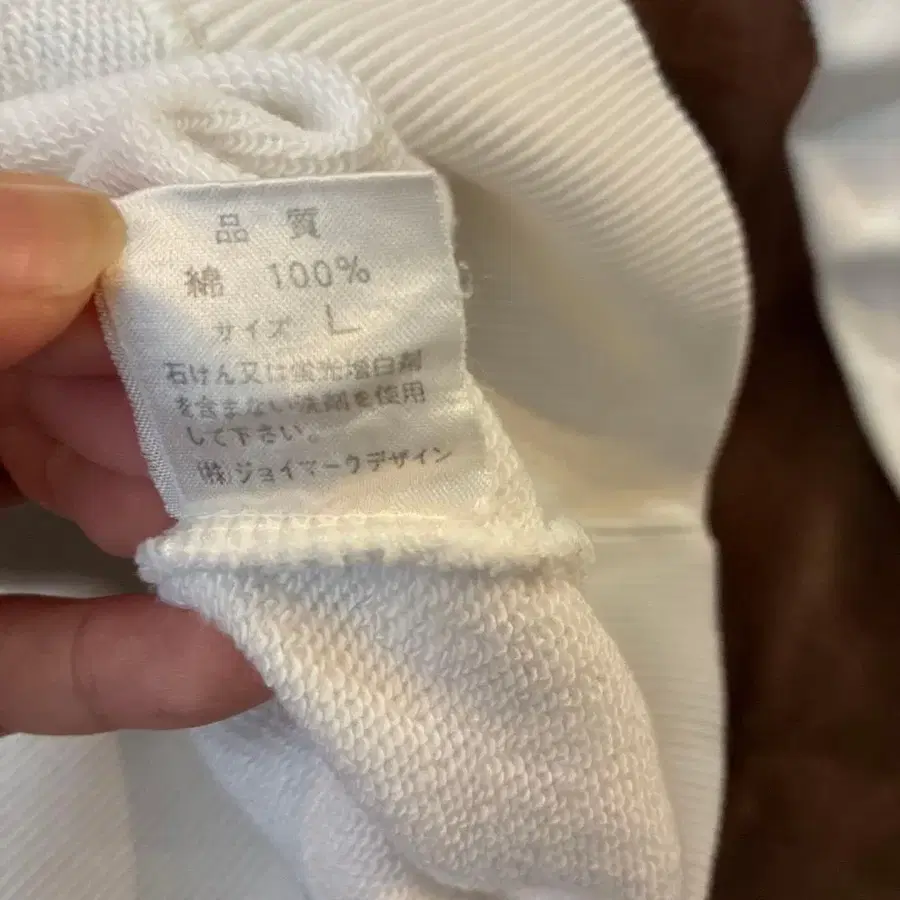 品 質
綿 100%
サイズ L
石けん又は蛍光増白剤
を含まない洗剤を使用
して下さい。
(株)ジョイマークデザイン